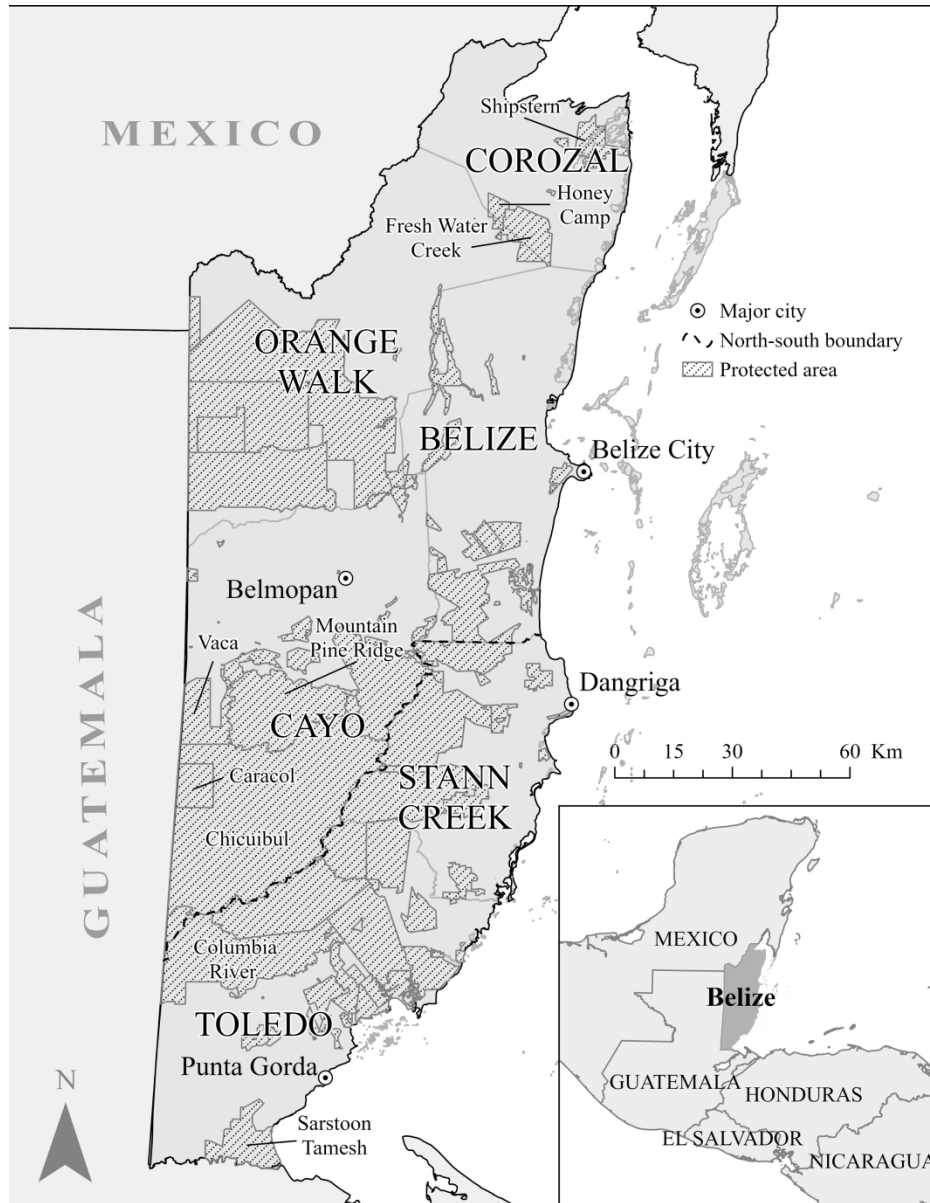 MEXICO
Shipstern
COROZAL
Honey
Camp
Fresh Water
Creek
ORANGE
WALK
Major city
North-south boundary
Protected area
BELIZE
Belize City
Belmopan
GUATEMALA
Vaca
Mountain
Pine Ridge
Dangriga
CAYO
0 15 30 60 Km
Caracol
STANN
CREEK
Chicuibul
Columbia
River
TOLEDO
Punta Gorda
N
Sarstoon
Tamesh
MEXICO
Belize
GUATEMALA
HONDURAS
EL SALVADOR
NICARAGUA